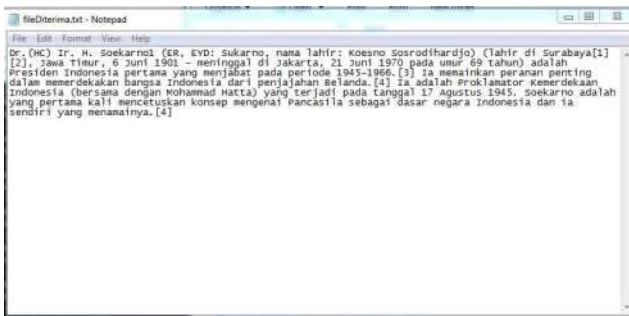 fileDiterima.txt - Notepad
File Edit Format View Help
Dr.(HC) Ir. H. Soekarno1 (ER, EYD: Sukarno, nama lahir: Koesno Sosrodihardjo) (lahir di Surabaya[1]
[2], Jawa Timur, 6 Juni 1901 – meninggal di Jakarta, 21 Juni 1970 pada umur 69 tahun) adalah
Presiden Indonesia pertama yang menjabat pada periode 1945–1966.[3] Ia memainkan peranan penting
dalam memerdekakan bangsa Indonesia dari penjajahan Belanda.[4] Ia adalah Proklamator Kemerdekaan
Indonesia (bersama dengan Mohammad Hatta) yang terjadi pada tanggal 17 Agustus 1945. Soekarno adalah
yang pertama kali mencetuskan konsep mengenai Pancasila sebagai dasar negara Indonesia dan ia
sendiri yang menamainya.[4]